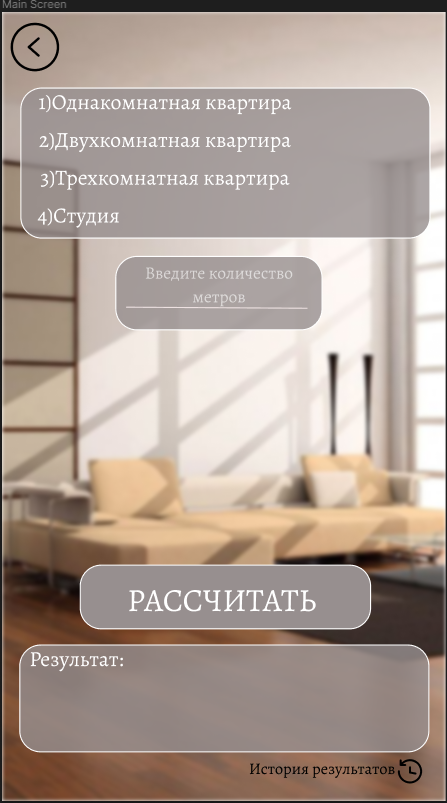 Main Screen
1)Однакомнатная квартира
2)Двухкомнатная квартира
3)Трехкомнатная квартира
4)Студия
Введите количество
метров
РАССЧИТАТЬ
Результат:
История результатов